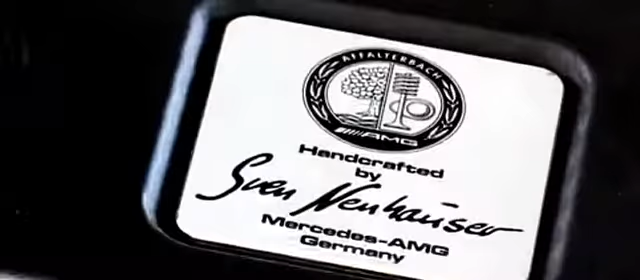 AFFALTERBACH
AMG
Handcrafted
by
Sven Neuhäuser
Mercedes-AMG
Germany